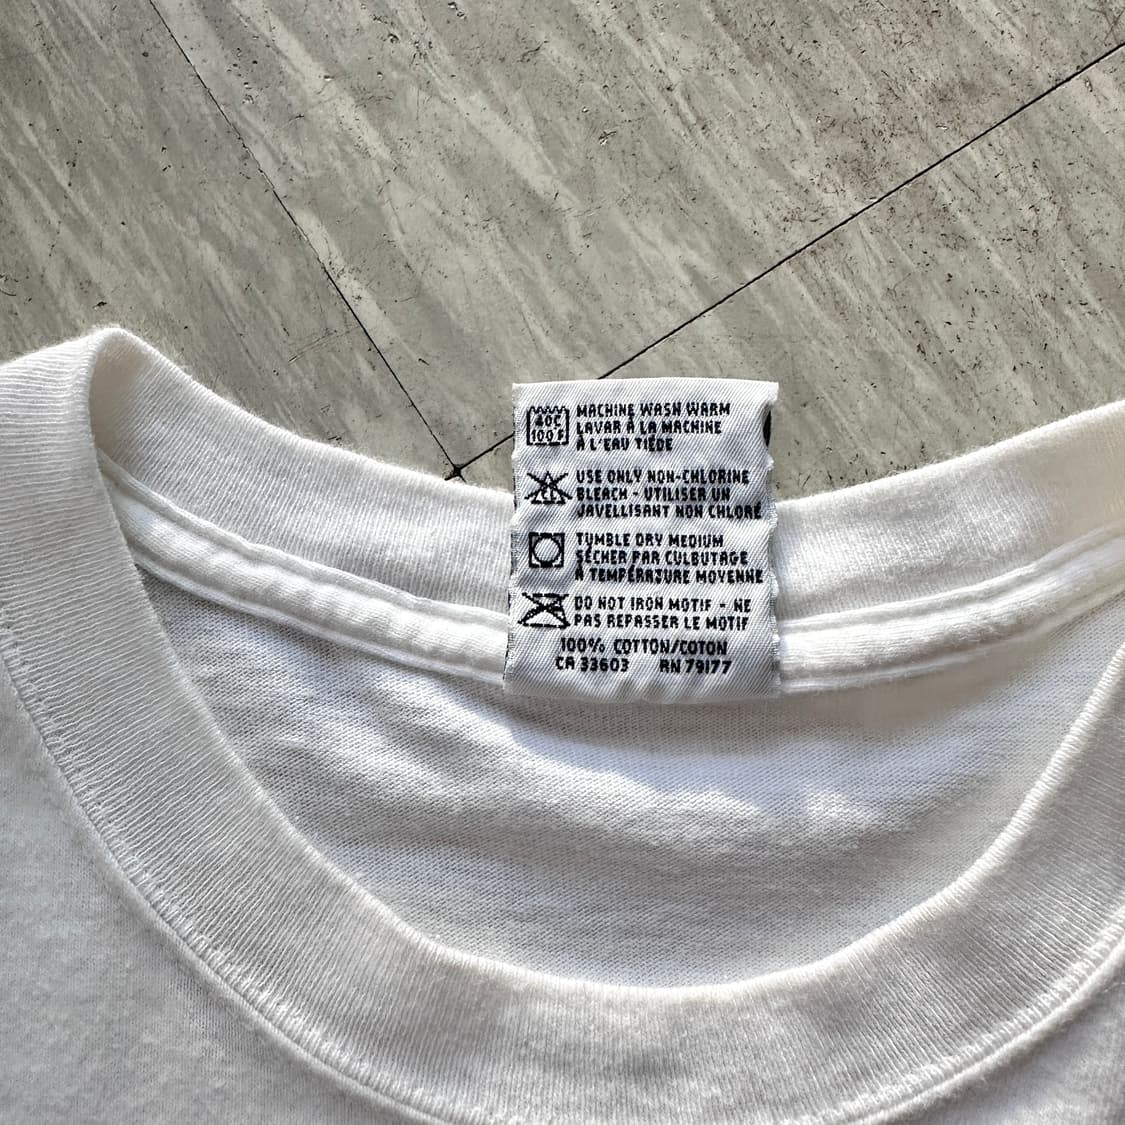 40C
100F
MACHINE WASH WARM
LAVAR À LA MACHINE
À L'EAU TIÈDE
USE ONLY NON-CHLORINE
BLEACH - UTILISER UN
JAVELLISANT NON CHLORÉ
TUMBLE DRY MEDIUM
SÉCHER PAR CULBUTAGE
À TEMPÉRATURE MOYENNE
DO NOT IRON MOTIF - NE
PAS REPASSER LE MOTIF
100% COTTON/COTON
CA 33603 RN 79177